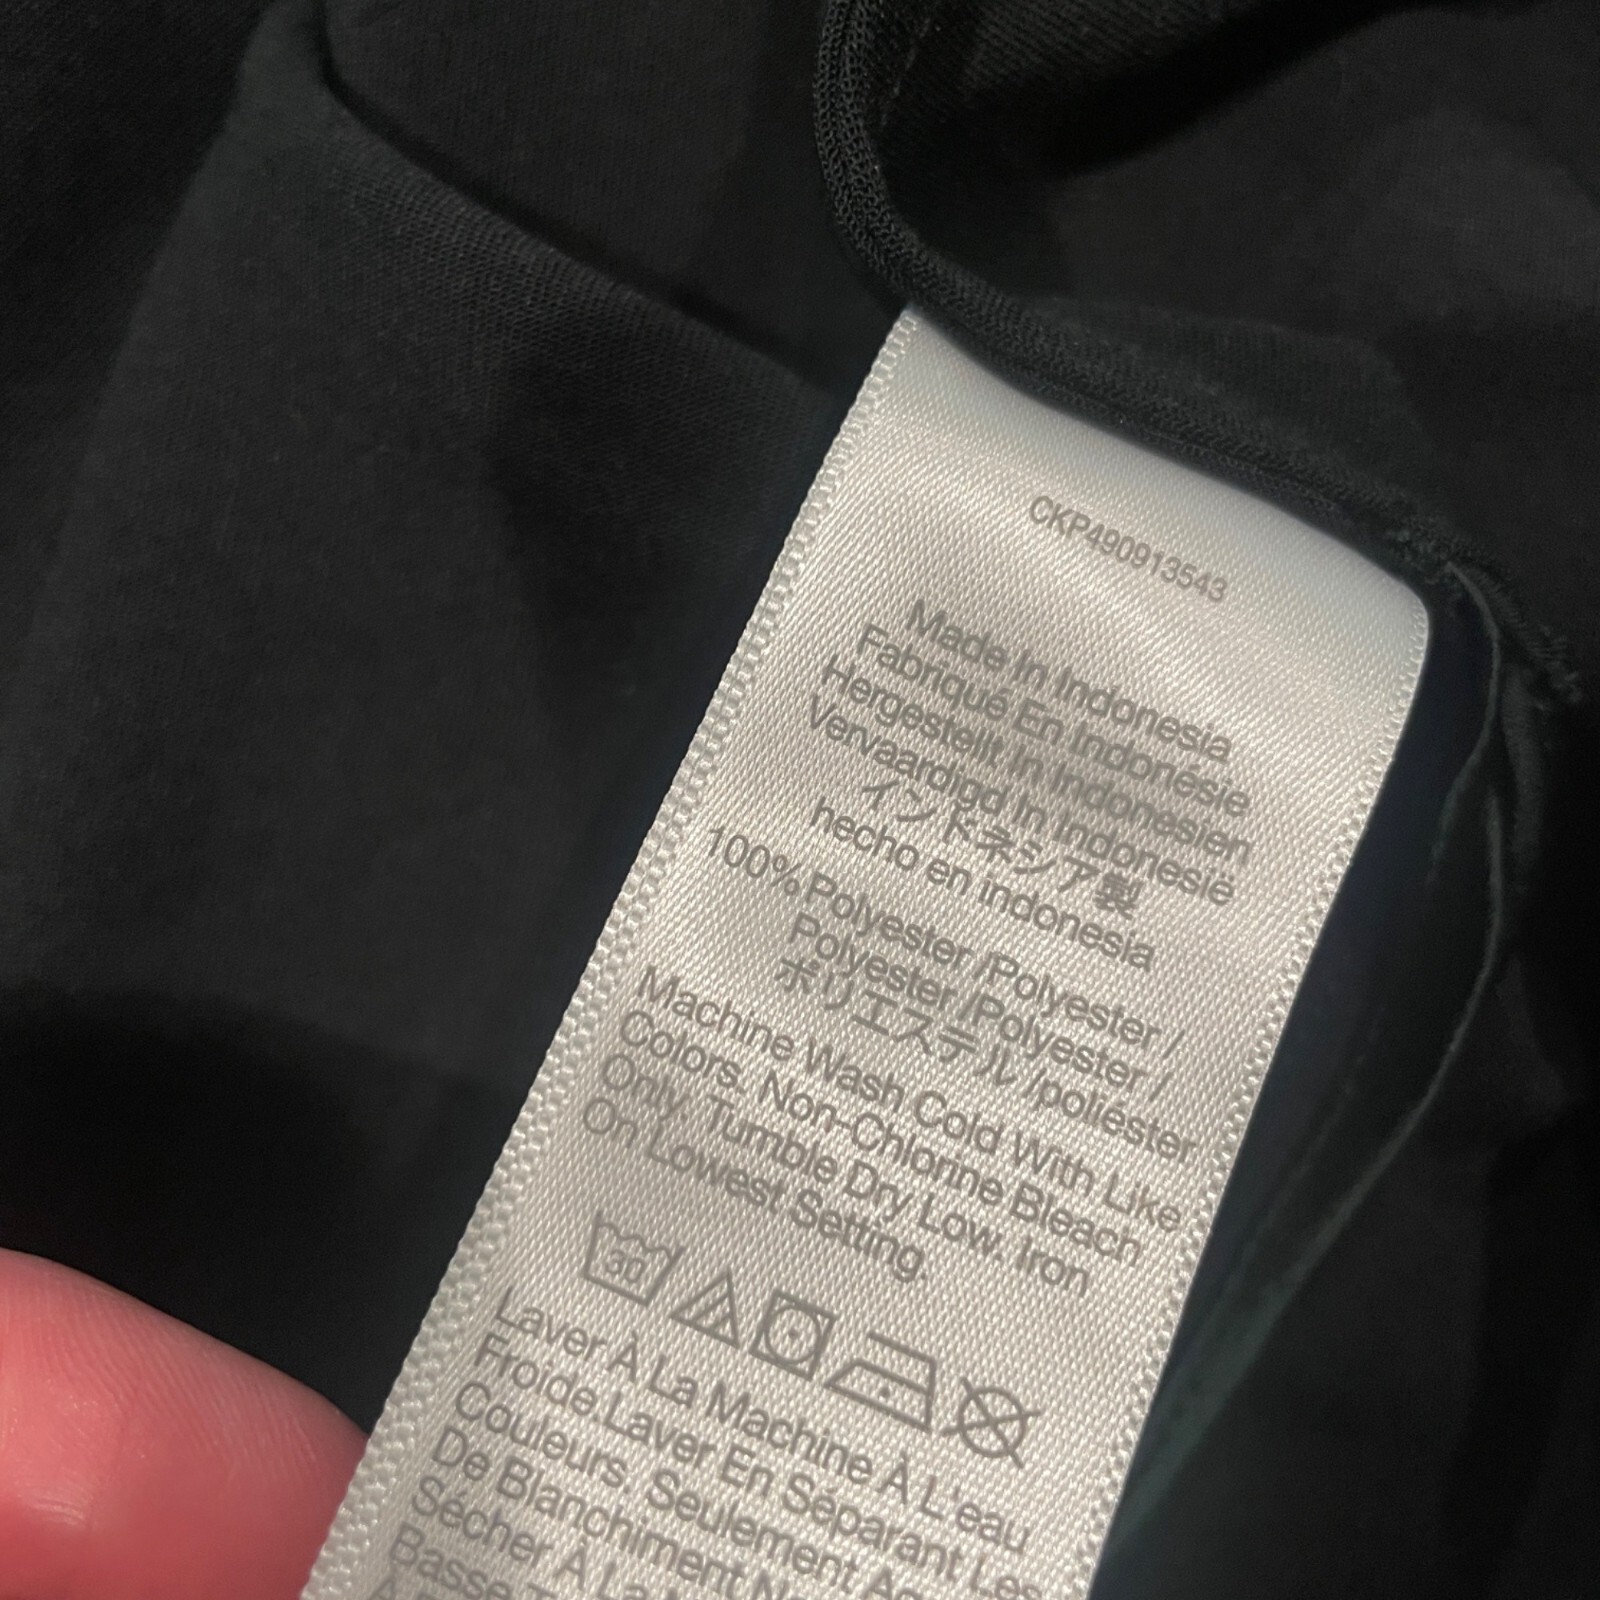 CKP490913543
Made In Indonesia
Fabriqué En Indonésie
Hergestellt In Indonesien
Vervaardigd In Indonesië
インドネシア製
hecho en indonesia
100% Polyester /Polyester /
Polyester /Polyester /
ポリエステル /poliéster
Machine Wash Cold With Like
Colors. Non-Chlorine Bleach
Only. Tumble Dry Low. Iron
On Lowest Setting.
30
Laver À La Machine À L'eau
Froide.Laver En Séparant Les
Couleurs. Seulement
De Blanchiment
Sécher À La
Basse